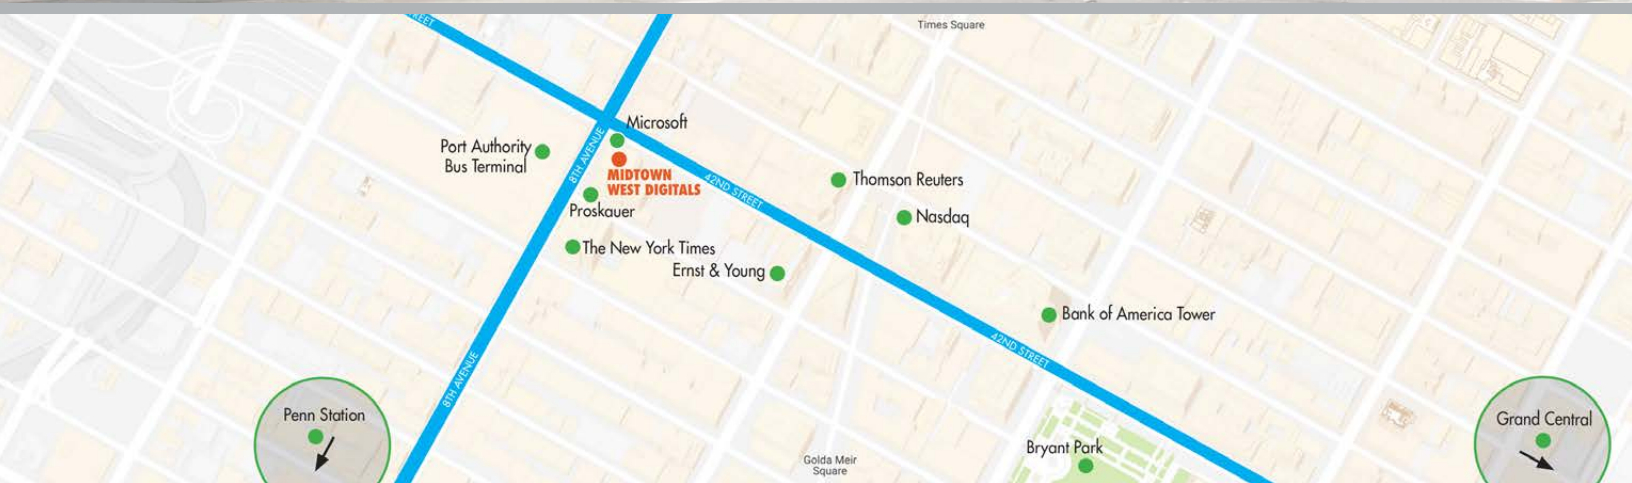 REET
Times Square
Microsoft
Port Authority
Bus Terminal
8TH AVENUE
MIDTOWN
WEST DIGITALS
42ND STREET
Thomson Reuters
Proskauer
Nasdaq
The New York Times
Ernst & Young
Bank of America Tower
42ND STREET
8TH AVENUE
Penn Station
Grand Central
Bryant Park
Golda Meir
Square